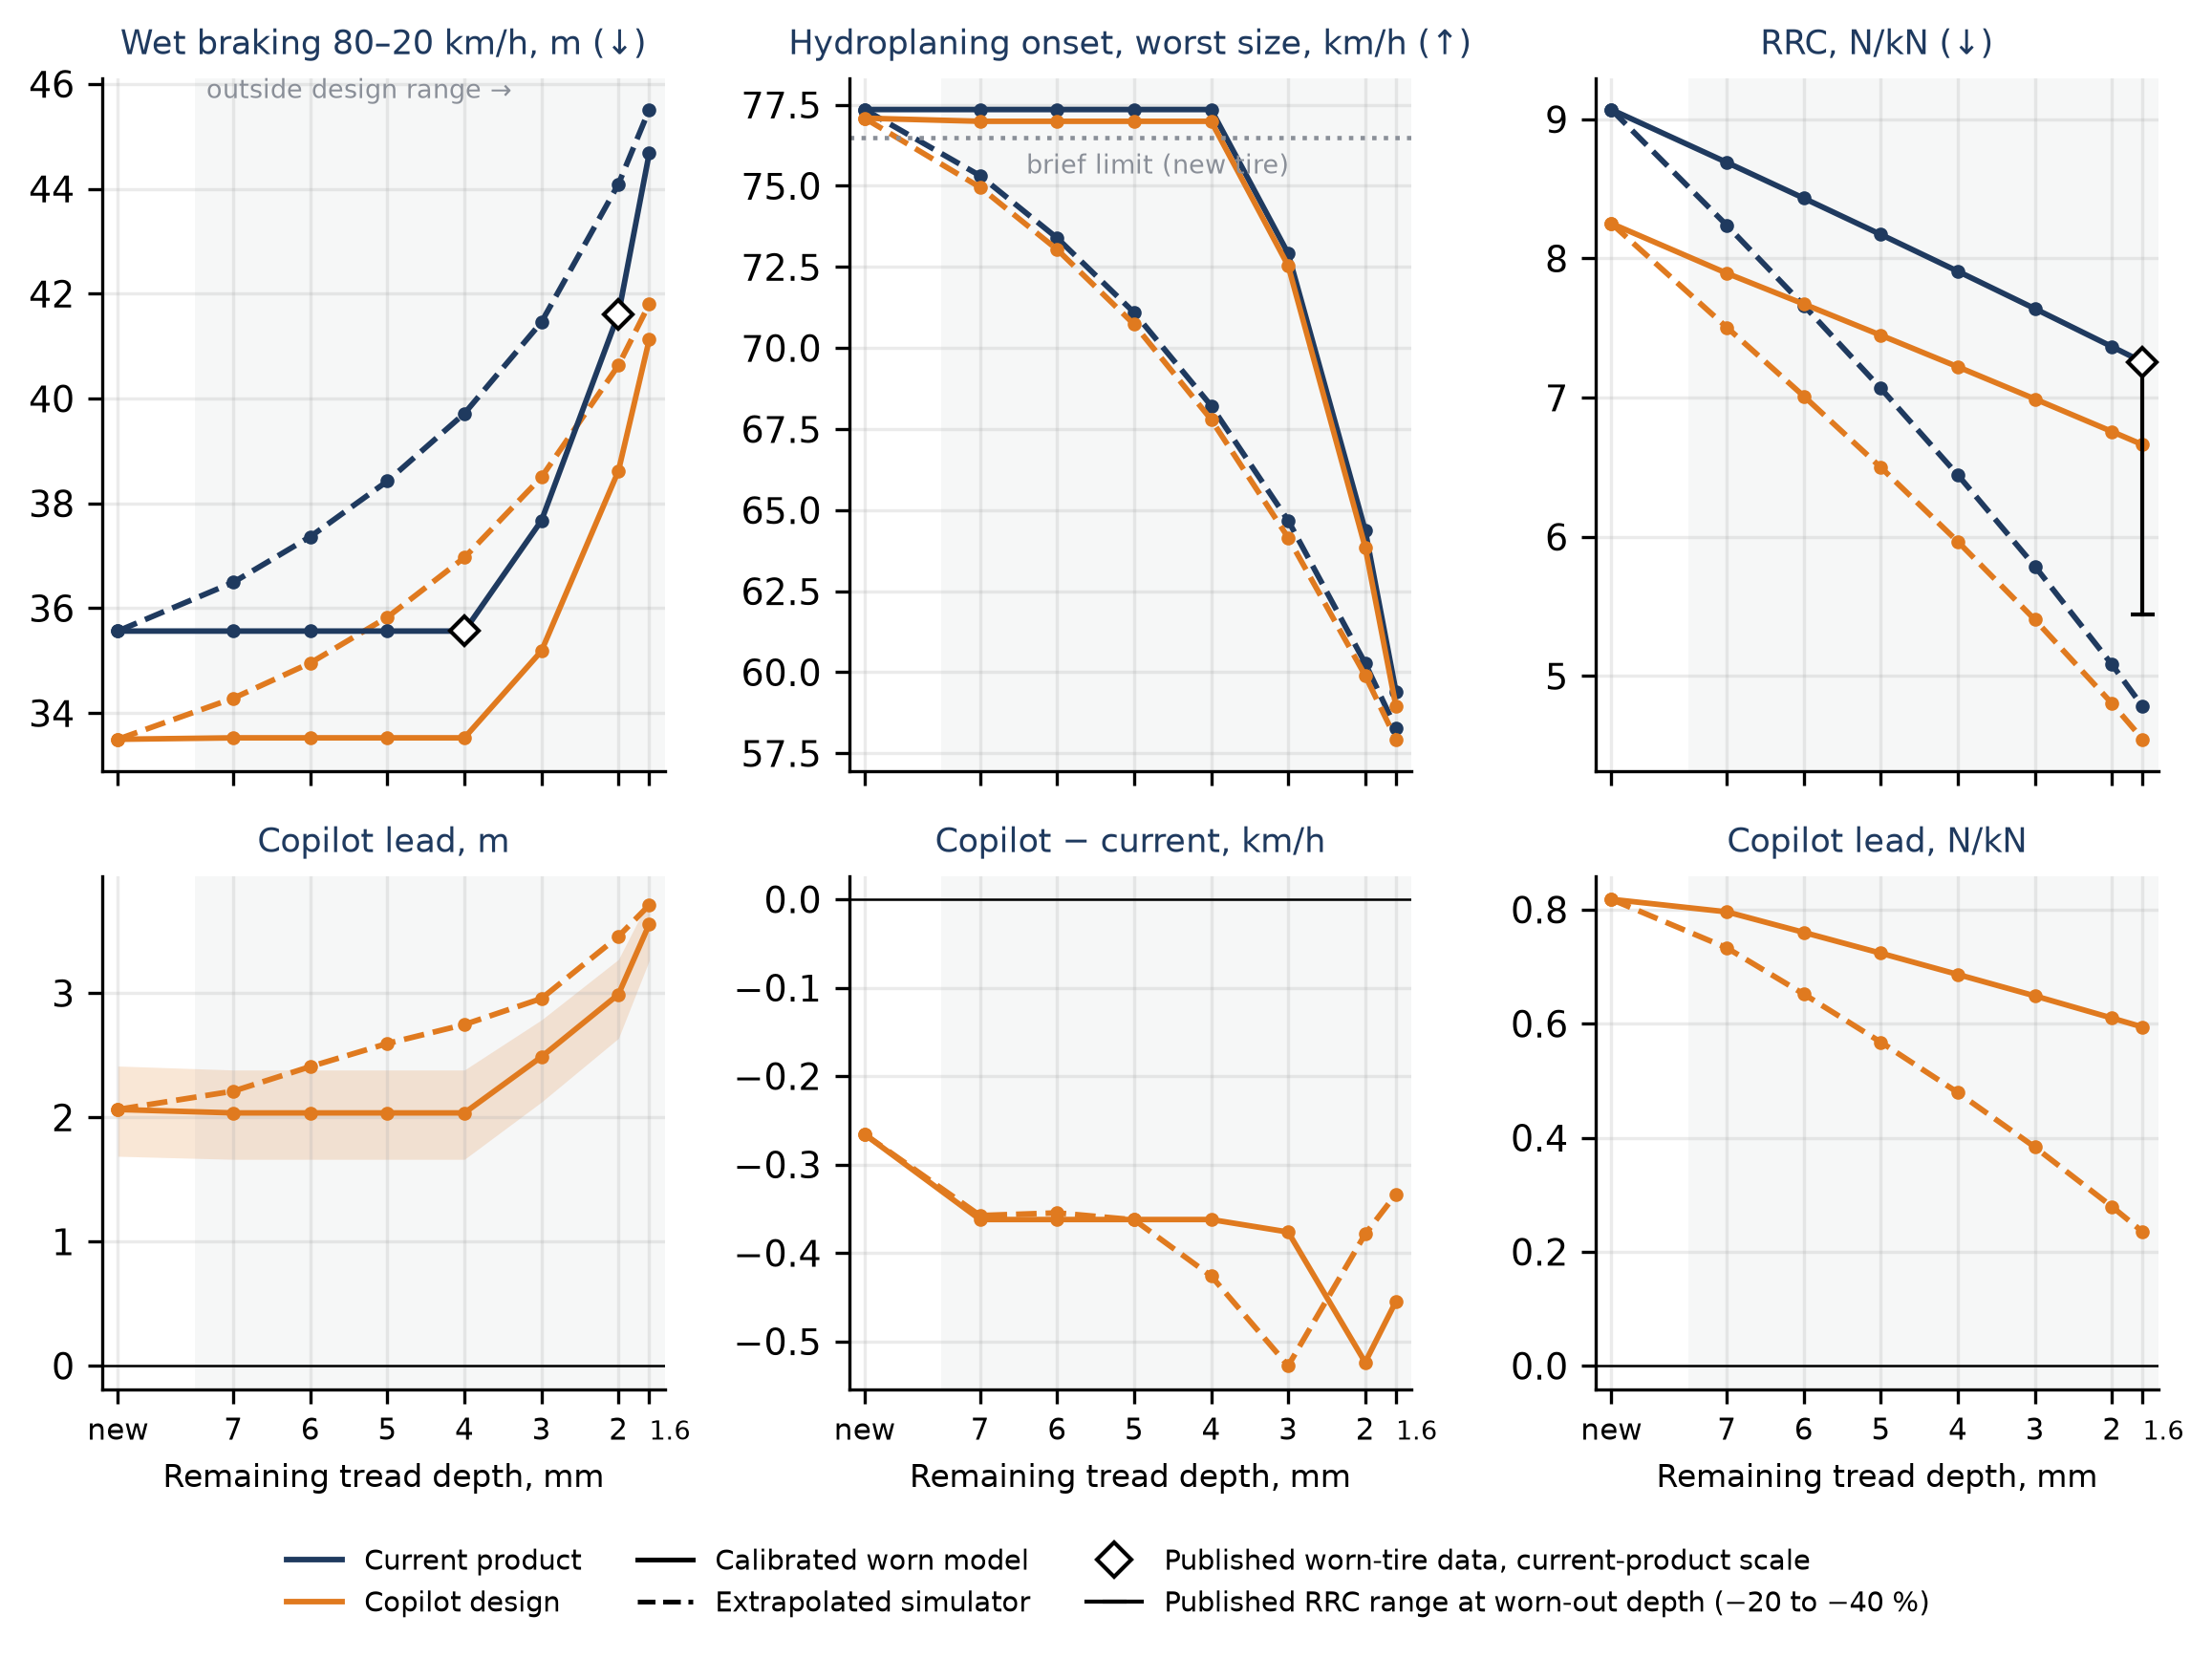 Wet braking 80–20 km/h, m (↓)
Hydroplaning onset, worst size, km/h (↑)
RRC, N/kN (↓)
outside design range →
46
44
42
40
38
36
34
brief limit (new tire)
77.5
75.0
72.5
70.0
67.5
65.0
62.5
60.0
57.5
9
8
7
6
5
Copilot lead, m
Copilot − current, km/h
Copilot lead, N/kN
3
2
1
0
0.0
−0.1
−0.2
−0.3
−0.4
−0.5
0.8
0.6
0.4
0.2
0.0
new 7 6 5 4 3 2 1.6
new 7 6 5 4 3 2 1.6
new 7 6 5 4 3 2 1.6
Remaining tread depth, mm
Remaining tread depth, mm
Remaining tread depth, mm
Current product
Calibrated worn model
Published worn-tire data, current-product scale
Copilot design
Extrapolated simulator
Published RRC range at worn-out depth (−20 to −40 %)